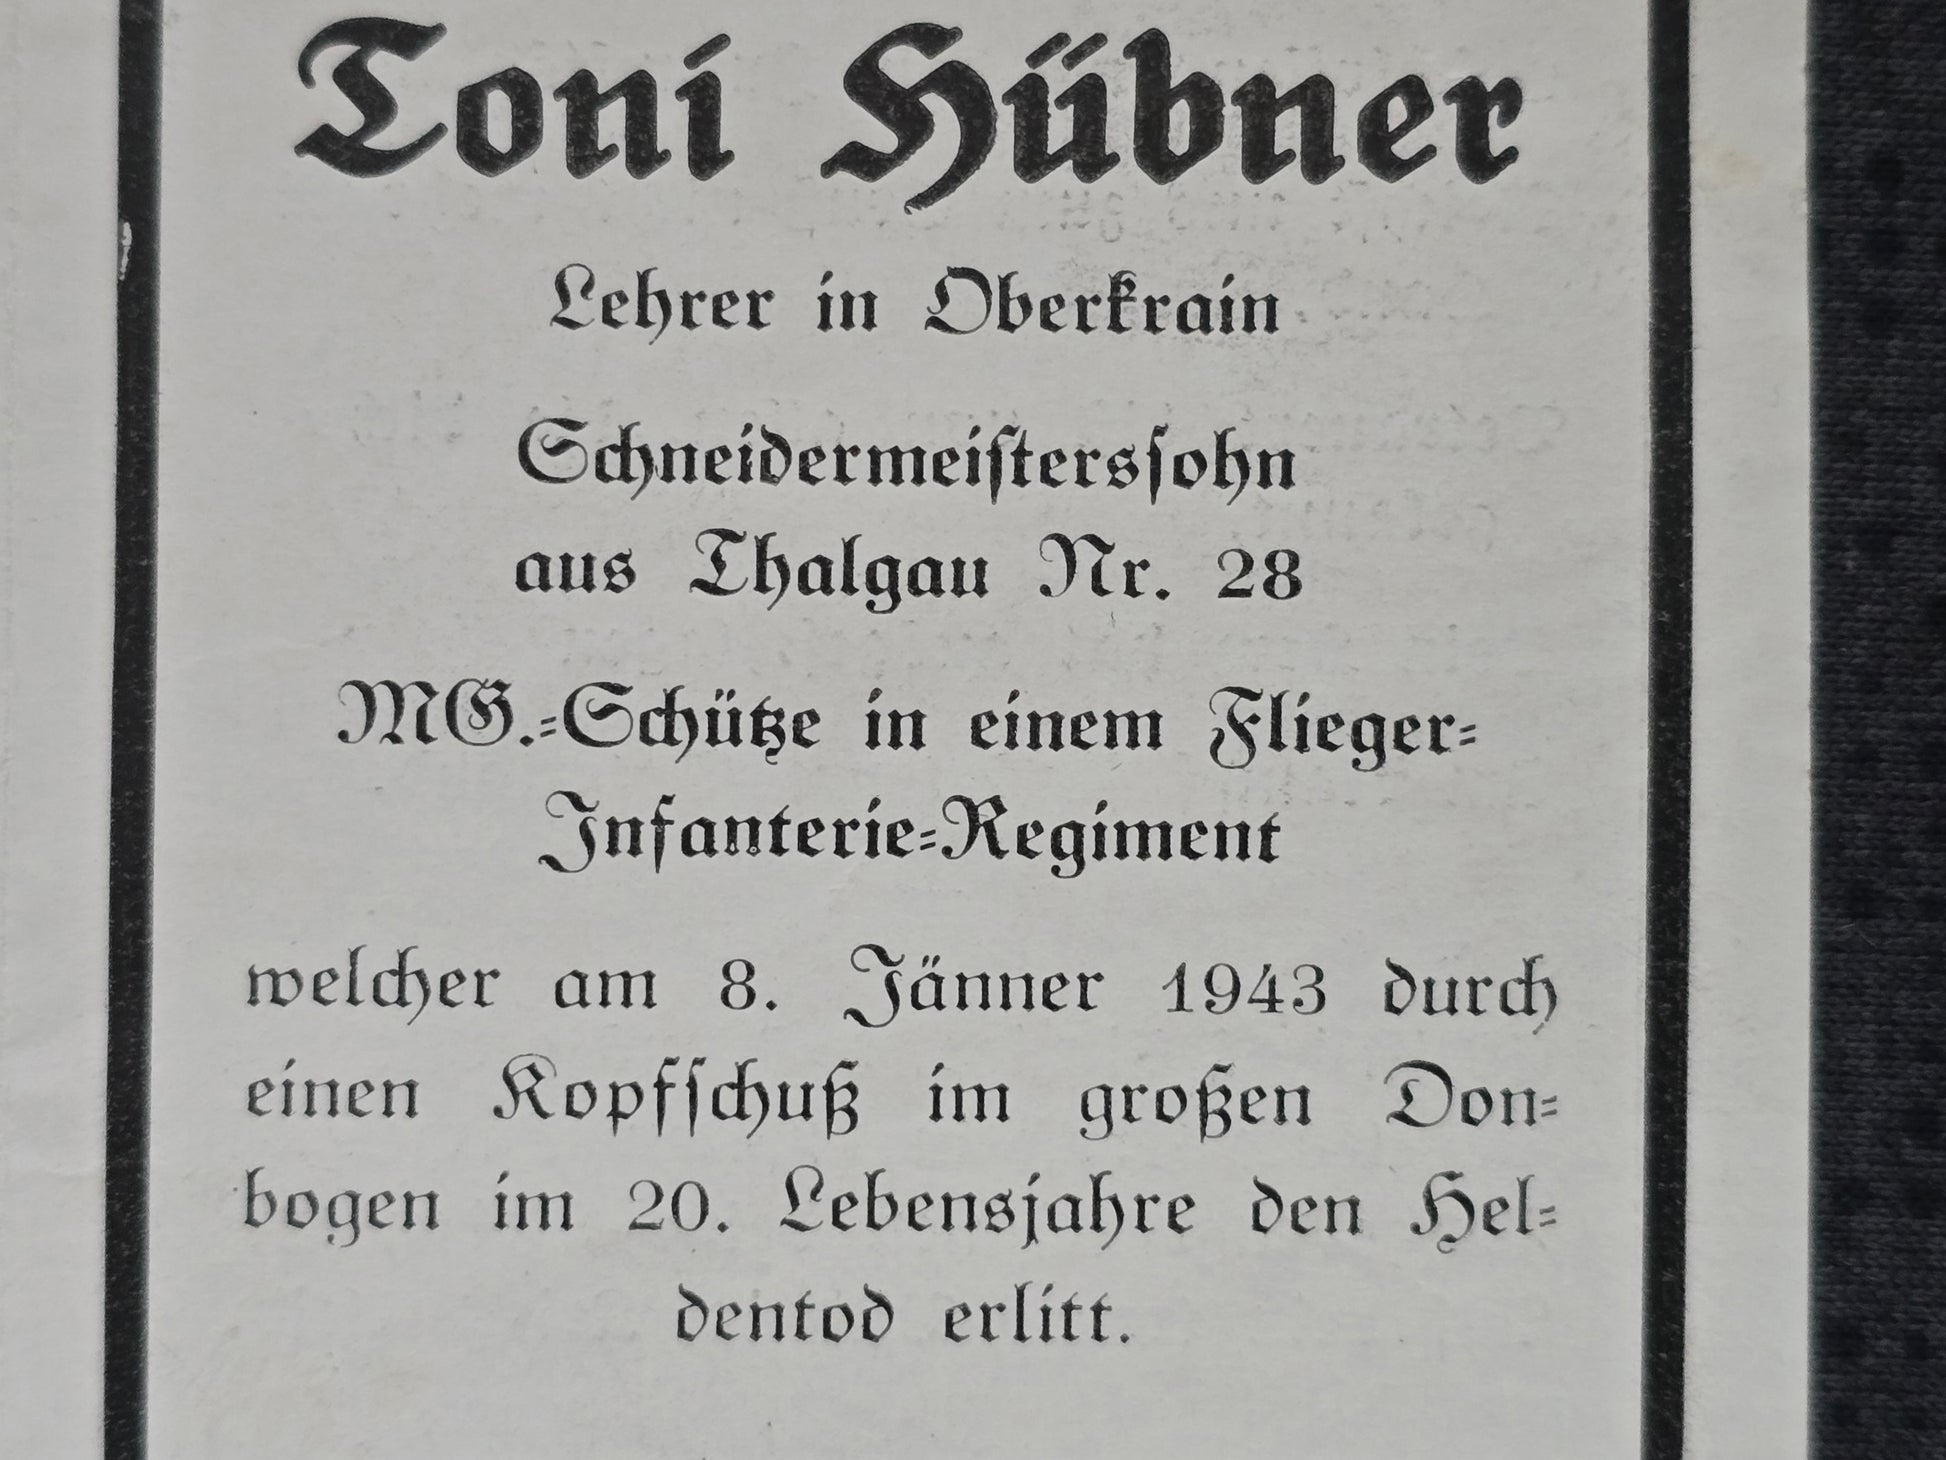 Toni Hübner
Lehrer in Oberkrain
Schneidermeisterssohn
aus Thalgau Nr. 28
MG.-Schütze in einem Flieger-
Infanterie-Regiment
welcher am 8. Jänner 1943 durch
einen Kopfschuß im großen Don-
bogen im 20. Lebensjahre den Hel-
dentod erlitt.